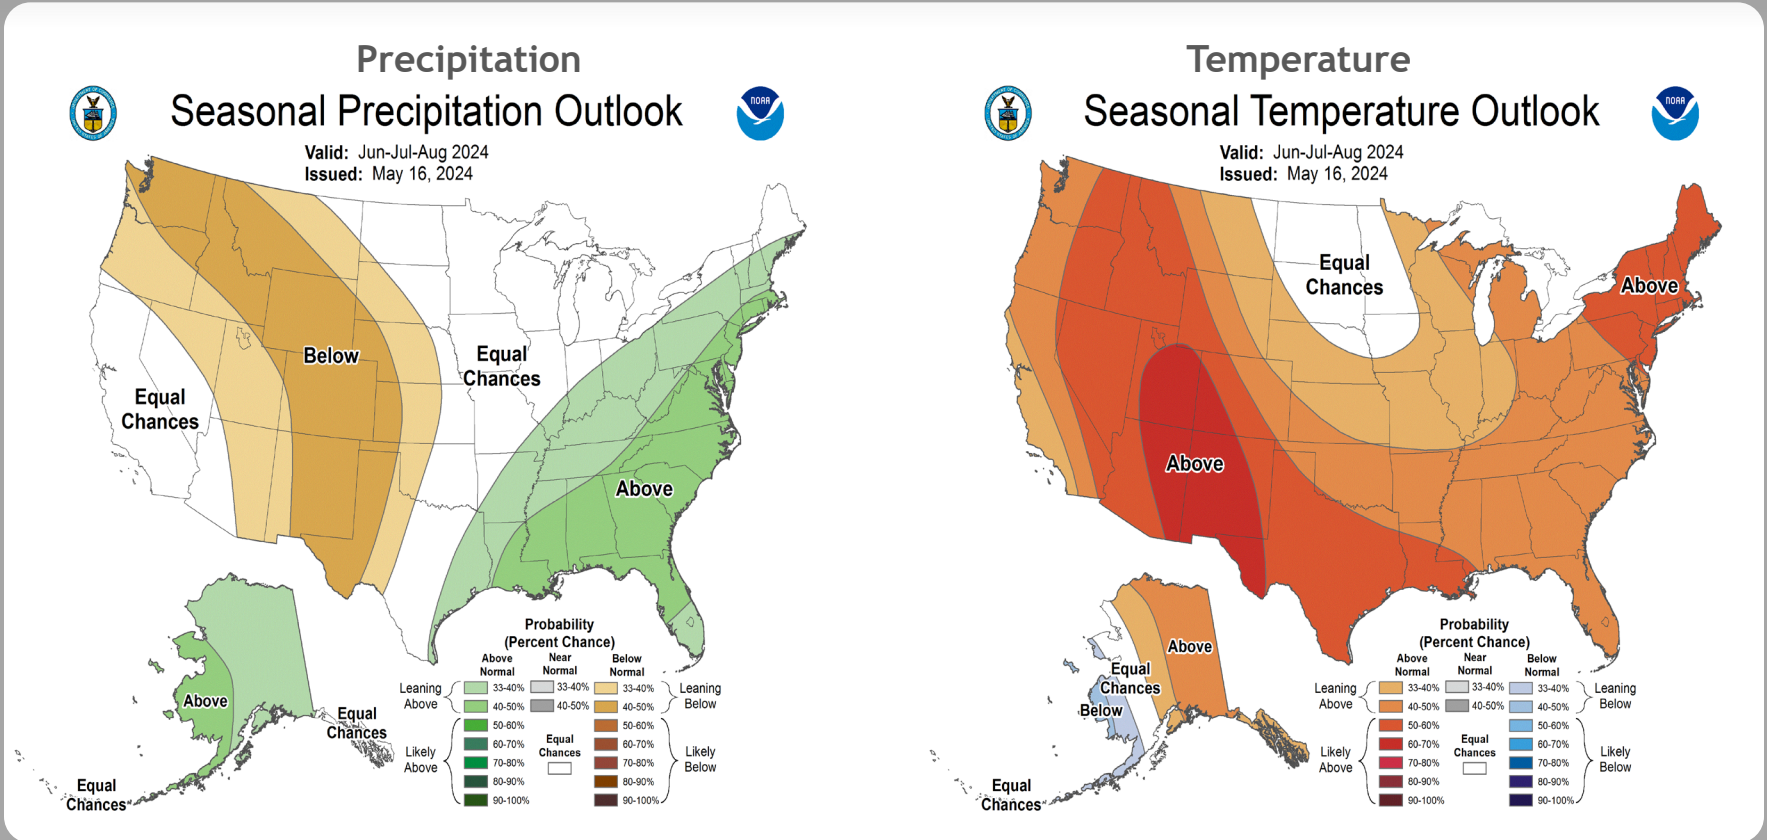 Precipitation
Seasonal Precipitation Outlook
NOAA
Valid: Jun-Jul-Aug 2024
Issued: May 16, 2024
Below
Equal
Chances
Equal
Chances
Above
Above
Equal
Chances
Equal
Chances
Probability
(Percent Chance)
Above
Normal
Near
Normal
Below
Normal
Leaning
Above
33-40%
33-40%
33-40%
Leaning
Below
40-50%
40-50%
40-50%
50-60%
50-60%
Likely
Above
60-70%
Equal
Chances
60-70%
Likely
Below
70-80%
70-80%
80-90%
80-90%
90-100%
90-100%
Temperature
Seasonal Temperature Outlook
NOAA
Valid: Jun-Jul-Aug 2024
Issued: May 16, 2024
Equal
Chances
Above
Above
Above
Equal
Chances
Below
Equal
Chances
Probability
(Percent Chance)
Above
Normal
Near
Normal
Below
Normal
Leaning
Above
33-40%
33-40%
33-40%
Leaning
Below
40-50%
40-50%
40-50%
50-60%
50-60%
Likely
Above
60-70%
Equal
Chances
60-70%
Likely
Below
70-80%
70-80%
80-90%
80-90%
90-100%
90-100%